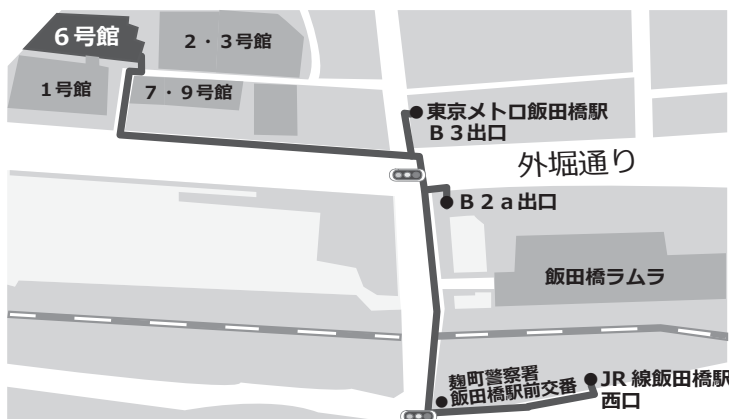 6号館
2・3号館
1号館
7・9号館
東京メトロ飯田橋駅
B3出口
外堀通り
B2a出口
飯田橋ラムラ
麹町警察署
飯田橋駅前交番
JR線飯田橋駅
西口